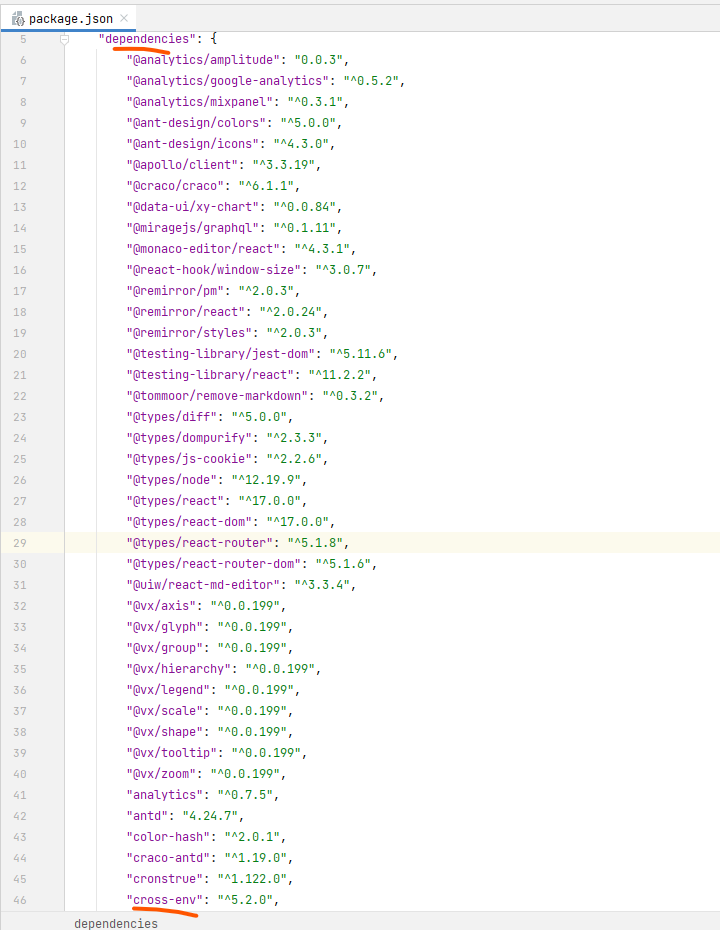 package.json
5 "dependencies": {
6 "@analytics/amplitude": "0.0.3",
7 "@analytics/google-analytics": "^0.5.2",
8 "@analytics/mixpanel": "^0.3.1",
9 "@ant-design/colors": "^5.0.0",
10 "@ant-design/icons": "^4.3.0",
11 "@apollo/client": "^3.3.19",
12 "@craco/craco": "^6.1.1",
13 "@data-ui/xy-chart": "^0.0.84",
14 "@miragejs/graphql": "^0.1.11",
15 "@monaco-editor/react": "^4.3.1",
16 "@react-hook/window-size": "^3.0.7",
17 "@remirror/pm": "^2.0.3",
18 "@remirror/react": "^2.0.24",
19 "@remirror/styles": "^2.0.3",
20 "@testing-library/jest-dom": "^5.11.6",
21 "@testing-library/react": "^11.2.2",
22 "@tommoor/remove-markdown": "^0.3.2",
23 "@types/diff": "^5.0.0",
24 "@types/dompurify": "^2.3.3",
25 "@types/js-cookie": "^2.2.6",
26 "@types/node": "^12.19.9",
27 "@types/react": "^17.0.0",
28 "@types/react-dom": "^17.0.0",
29 "@types/react-router": "^5.1.8",
30 "@types/react-router-dom": "^5.1.6",
31 "@uiw/react-md-editor": "^3.3.4",
32 "@vx/axis": "^0.0.199",
33 "@vx/glyph": "^0.0.199",
34 "@vx/group": "^0.0.199",
35 "@vx/hierarchy": "^0.0.199",
36 "@vx/legend": "^0.0.199",
37 "@vx/scale": "^0.0.199",
38 "@vx/shape": "^0.0.199",
39 "@vx/tooltip": "^0.0.199",
40 "@vx/zoom": "^0.0.199",
41 "analytics": "^0.7.5",
42 "antd": "4.24.7",
43 "color-hash": "^2.0.1",
44 "craco-antd": "^1.19.0",
45 "cronstrue": "^1.122.0",
46 "cross-env": "^5.2.0",
dependencies